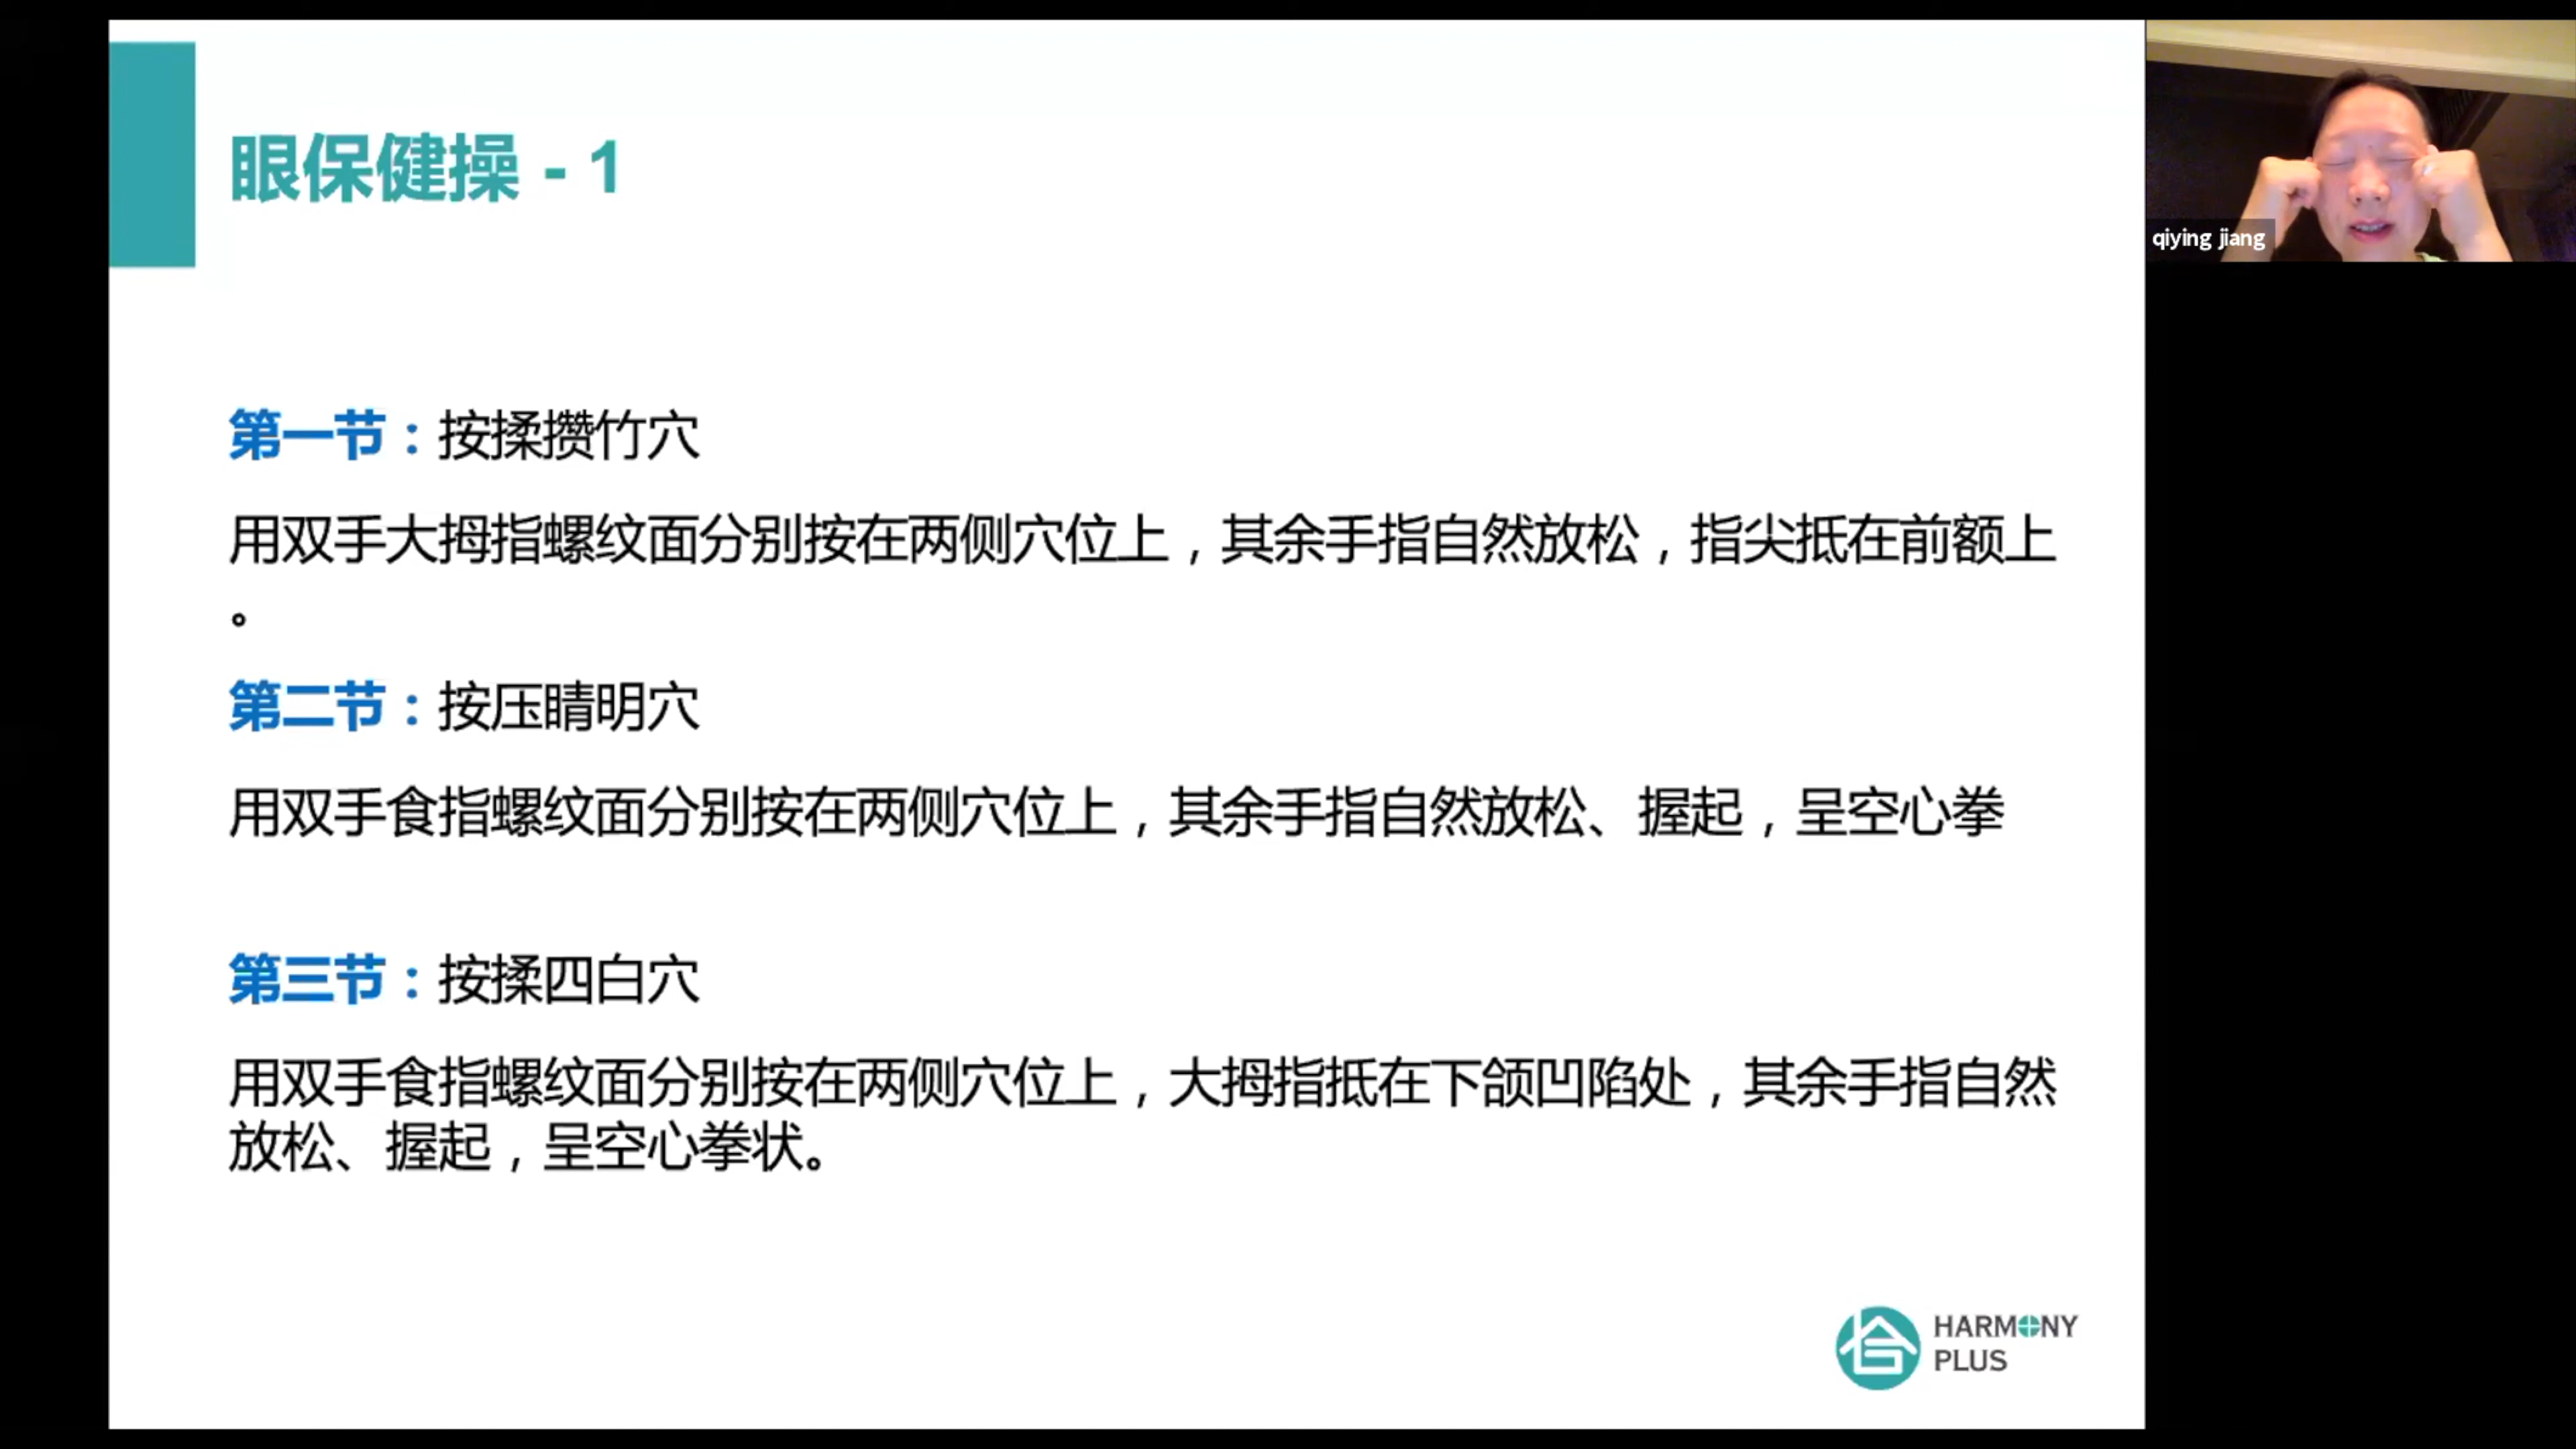 眼保健操 - 1
qiying jiang
第一节：按揉攒竹穴
用双手大拇指螺纹面分别按在两侧穴位上，其余手指自然放松，指尖抵在前额上
。
第二节：按压睛明穴
用双手食指螺纹面分别按在两侧穴位上，其余手指自然放松、握起，呈空心拳
第三节：按揉四白穴
用双手食指螺纹面分别按在两侧穴位上，大拇指抵在下颌凹陷处，其余手指自然
放松、握起，呈空心拳状。
HARMONY
PLUS